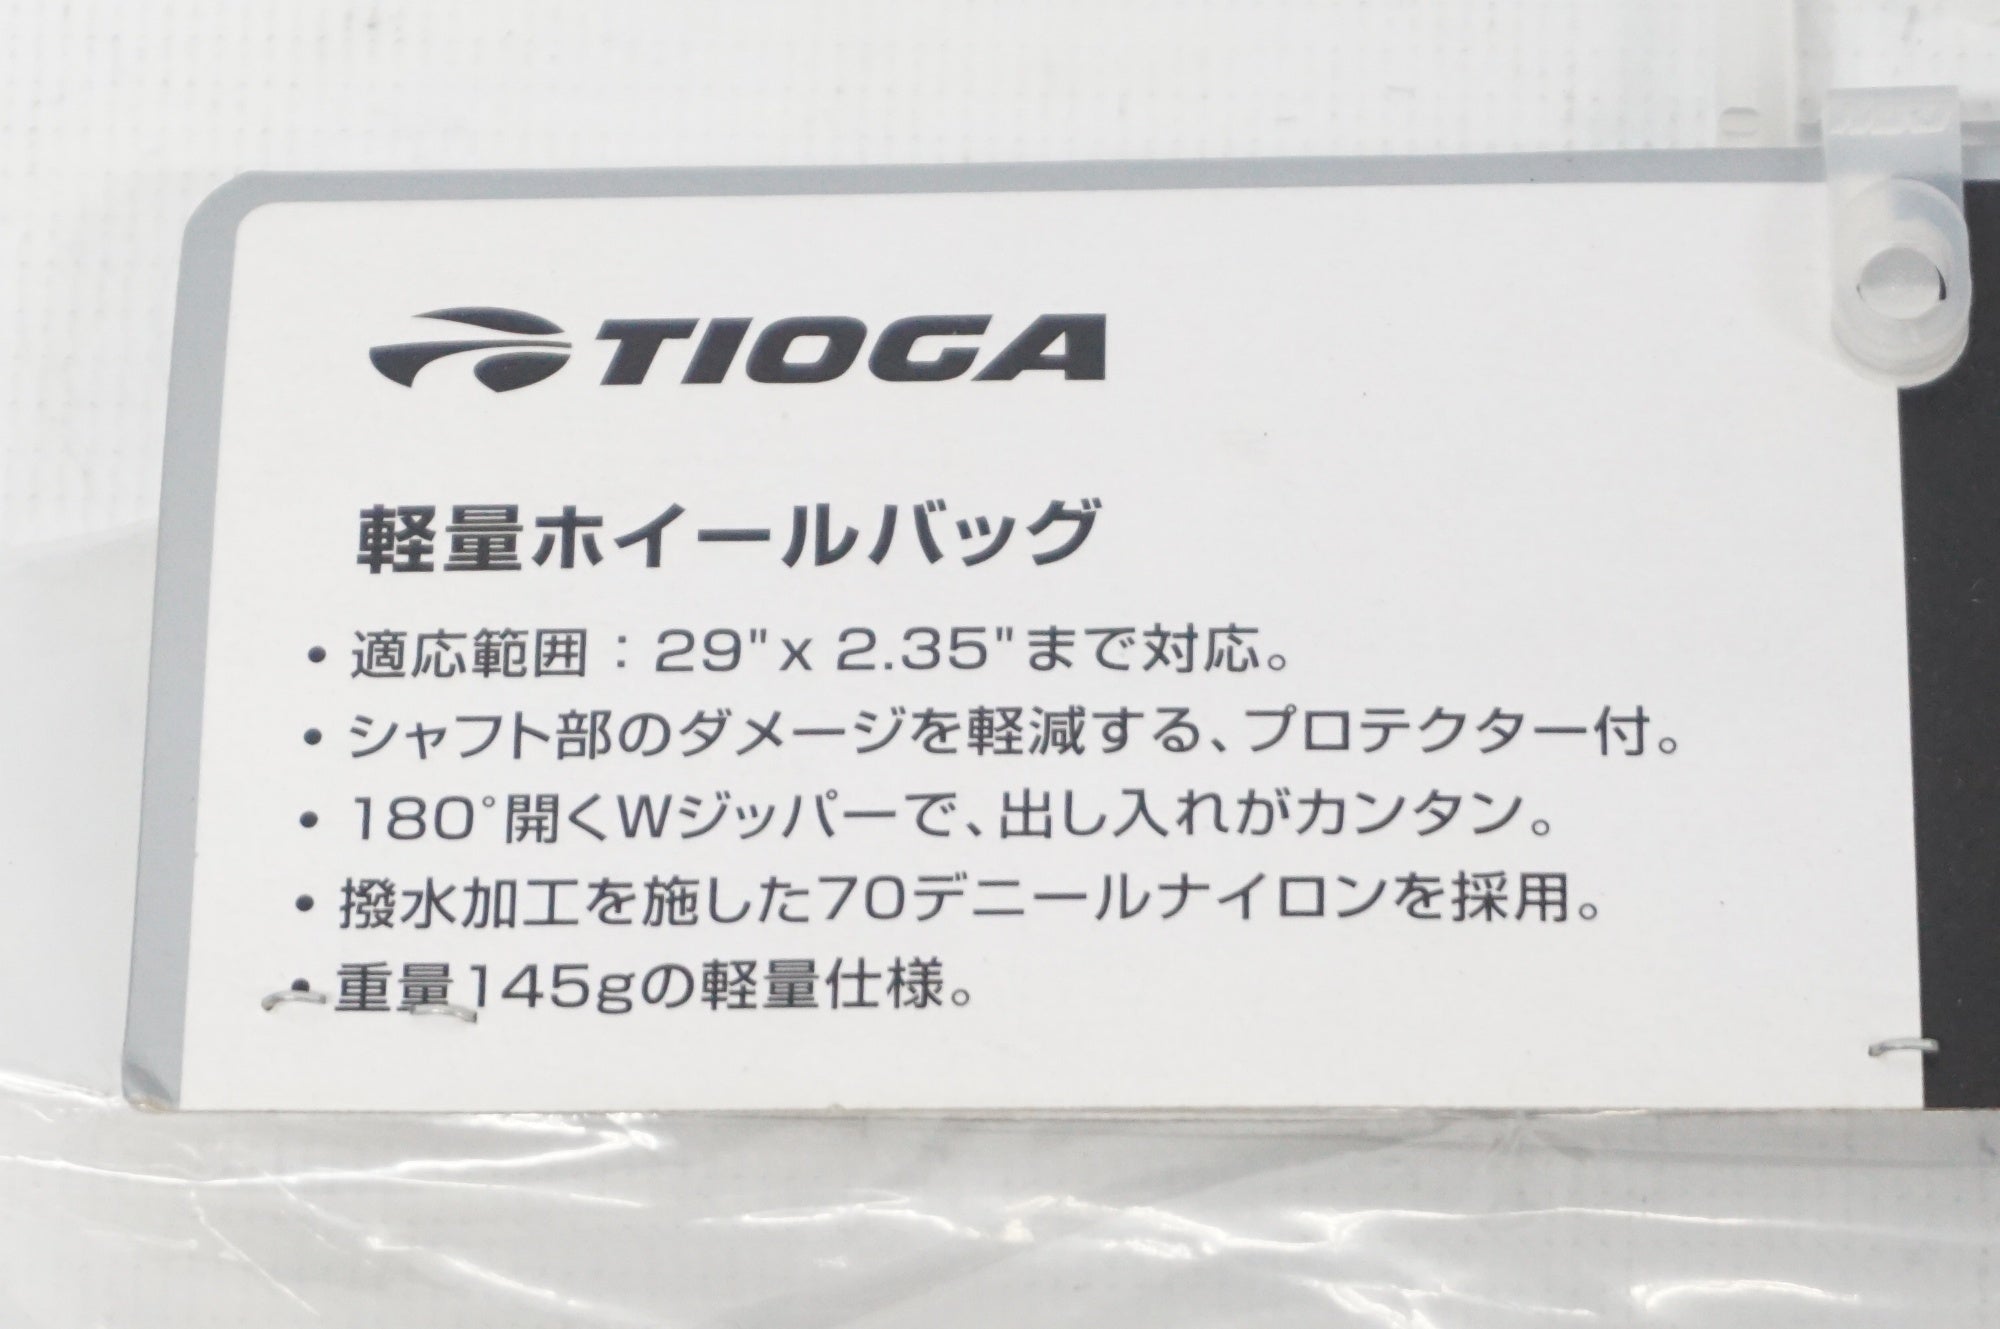 TIOGA
軽量ホイールバッグ
・適応範囲：29"x 2.35"まで対応。
・シャフト部のダメージを軽減する、プロテクター付。
・180°開くWジッパーで、出し入れがカンタン。
・撥水加工を施した70デニールナイロンを採用。
・重量145gの軽量仕様。